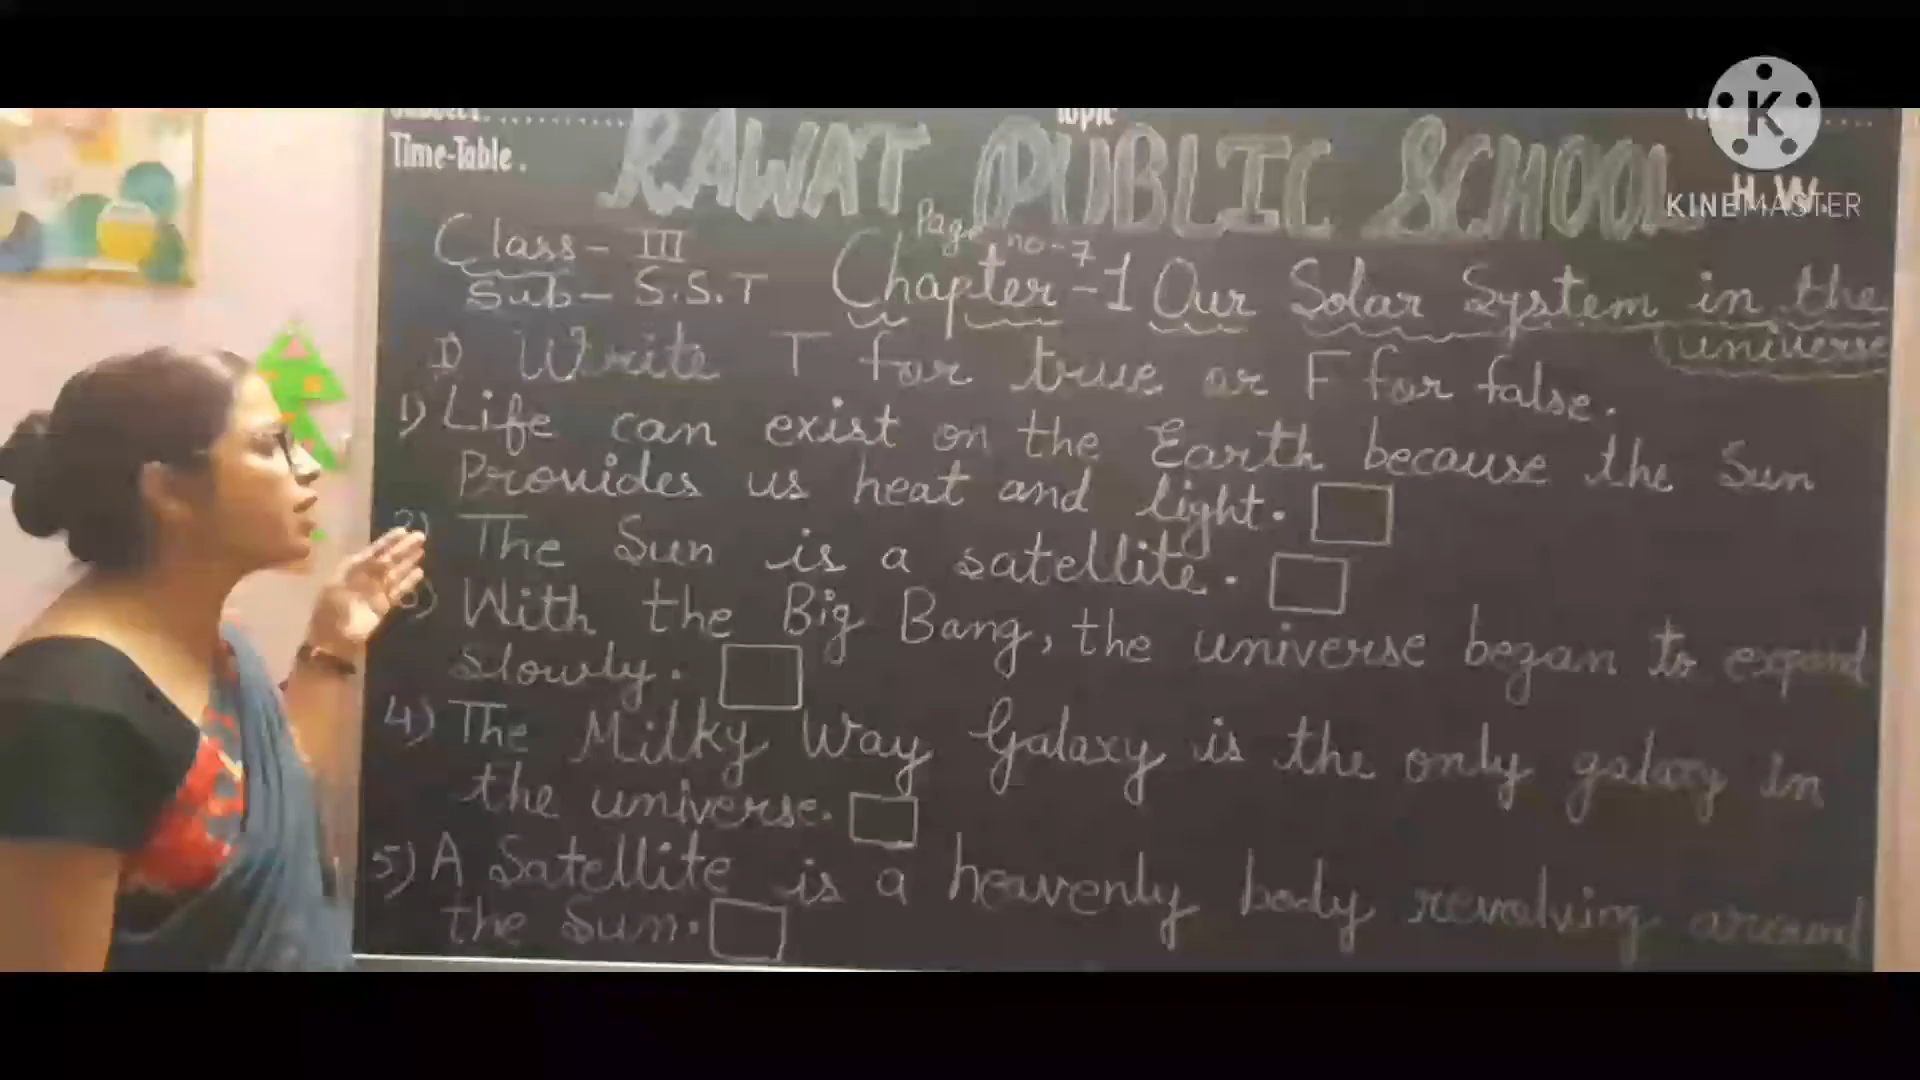 Topic
Time-Table.
RAWAT PUBLIC SCHOOL
H.W.
KINEMASTER
Page no-7
Class- III
Sub- S.S.T
Chapter-1 Our Solar System in the
universe
I) Write T for true or F for false.
1) Life can exist on the Earth because the Sun
Provides us heat and light.
2) The Sun is a satellite.
3) With the Big Bang, the universe began to expand
slowly.
4) The Milky Way Galaxy is the only galaxy in
the universe.
5) A Satellite is a heavenly body revolving around
the Sun.